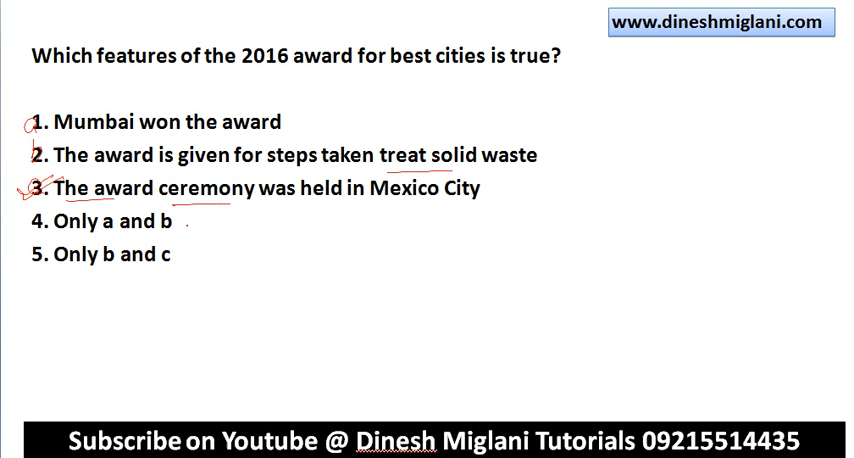 www.dineshmiglani.com
Which features of the 2016 award for best cities is true?
a
1. Mumbai won the award
b
2. The award is given for steps taken treat solid waste
3. The award ceremony was held in Mexico City
4. Only a and b
5. Only b and c
Subscribe on Youtube @ Dinesh Miglani Tutorials 09215514435